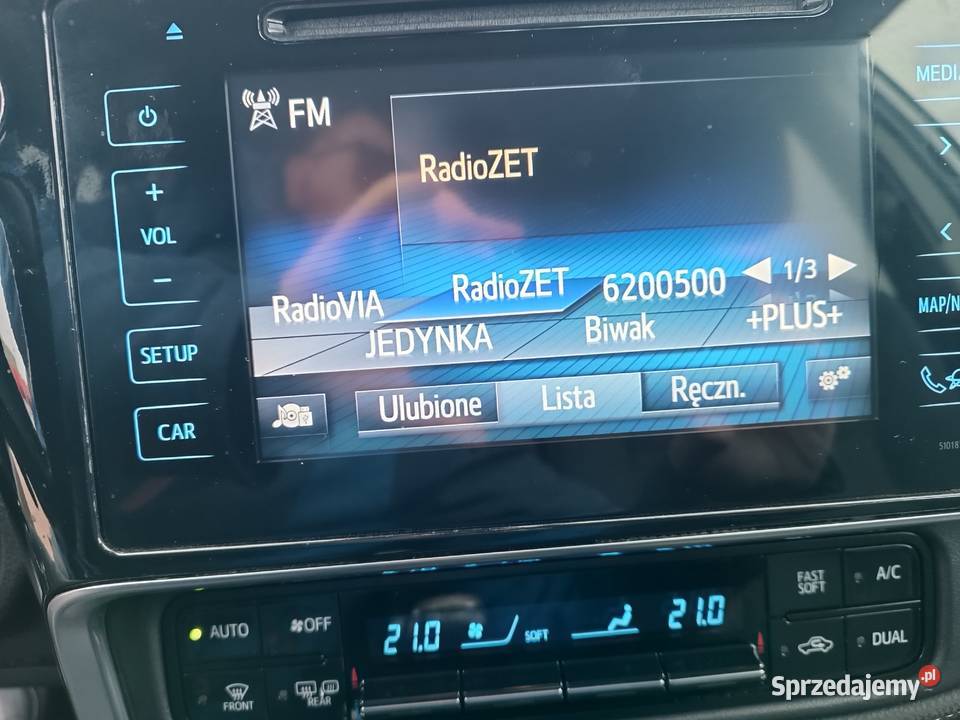 MEDIA
FM
RadioZET
VOL
RadioVIA RadioZET 6200500 1/3
JEDYNKA Biwak +PLUS+
MAP/N
SETUP
Ulubione Lista Ręczn.
CAR
51018
AUTO OFF 21.0 SOFT 21.0 FAST SOFT A/C
DUAL
FRONT REAR
Sprzedajemy.pl